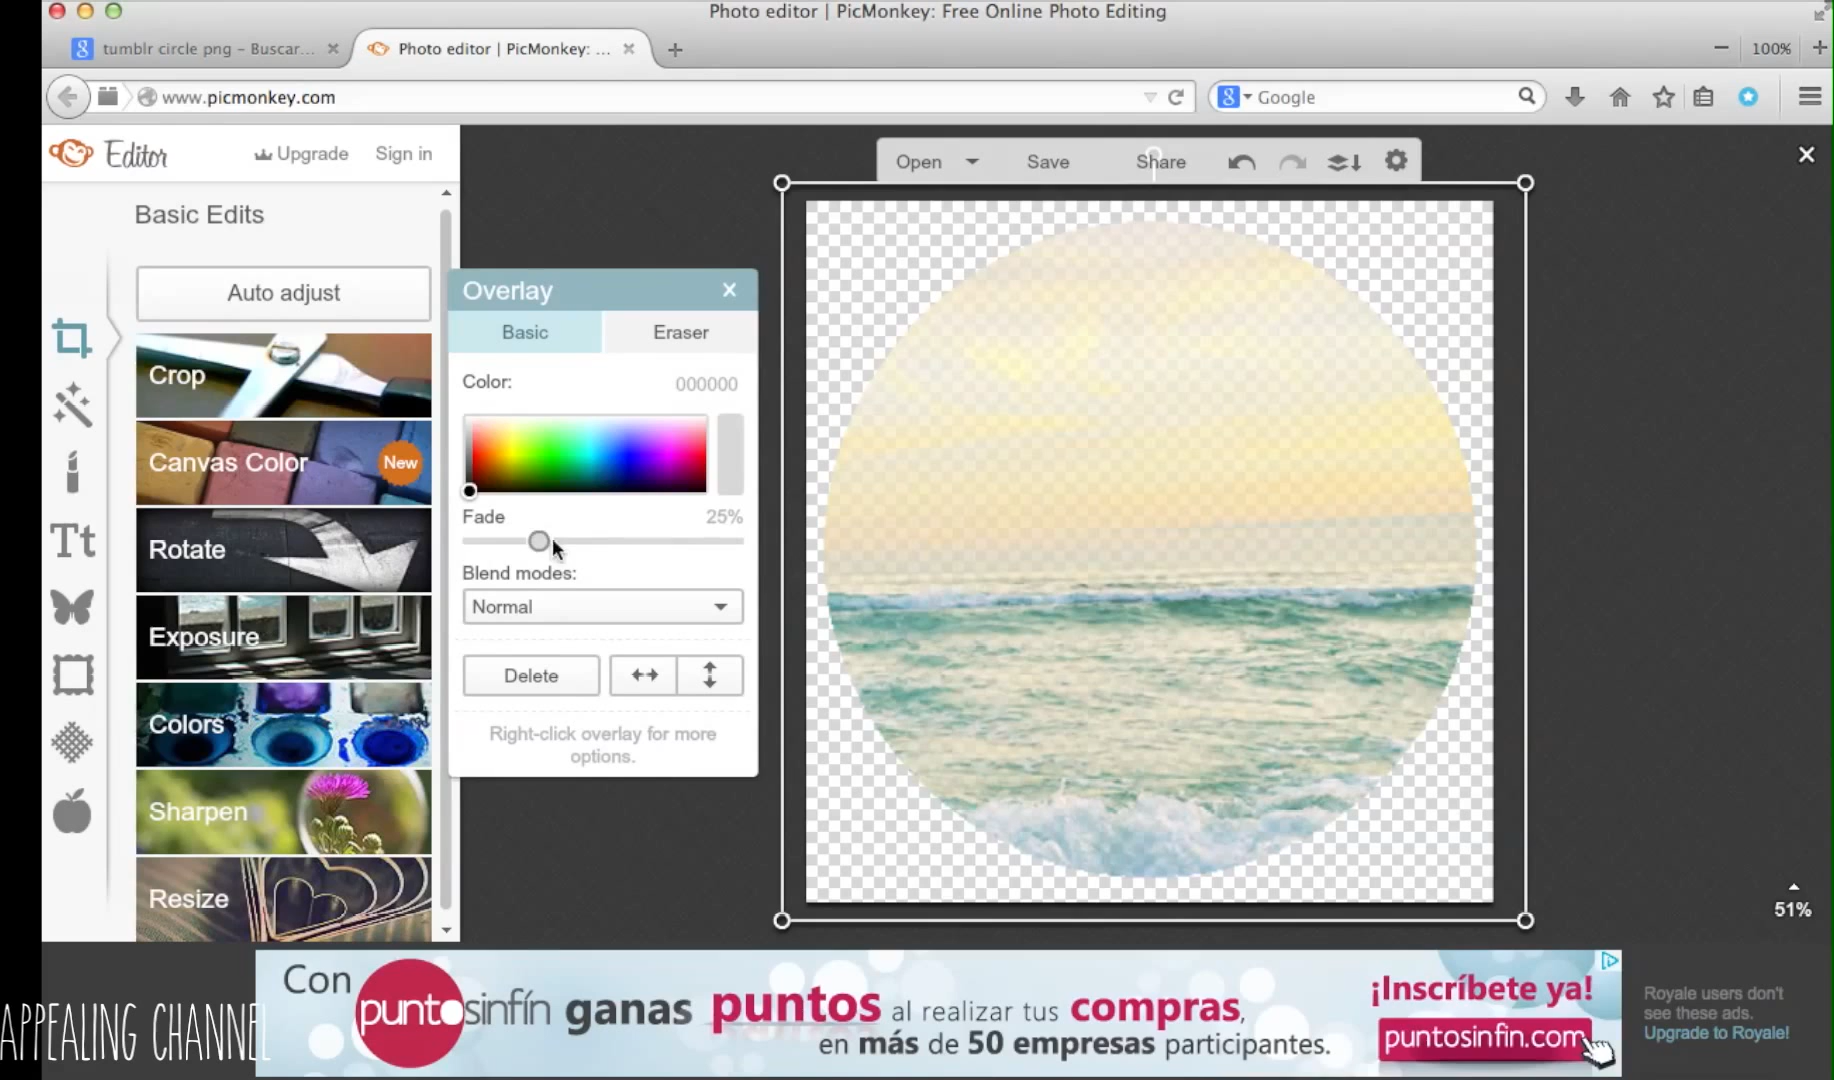 Photo editor | PicMonkey: Free Online Photo Editing
tumblr circle png – Buscar...
Photo editor | PicMonkey: ...
100%
www.picmonkey.com
Google
Editor
Upgrade
Sign in
Open
Save
Share
Basic Edits
Auto adjust
Crop
Canvas Color
New
Rotate
Exposure
Colors
Sharpen
Resize
Tt
Overlay
Basic
Eraser
Color:
000000
Fade
25%
Blend modes:
Normal
Delete
Right-click overlay for more
options.
51%
Con puntosinfín ganas puntos al realizar tus compras,
en más de 50 empresas participantes.
¡Inscríbete ya!
puntosinfin.com
Royale users don't
see these ads.
Upgrade to Royale!
APPEALING CHANNEL